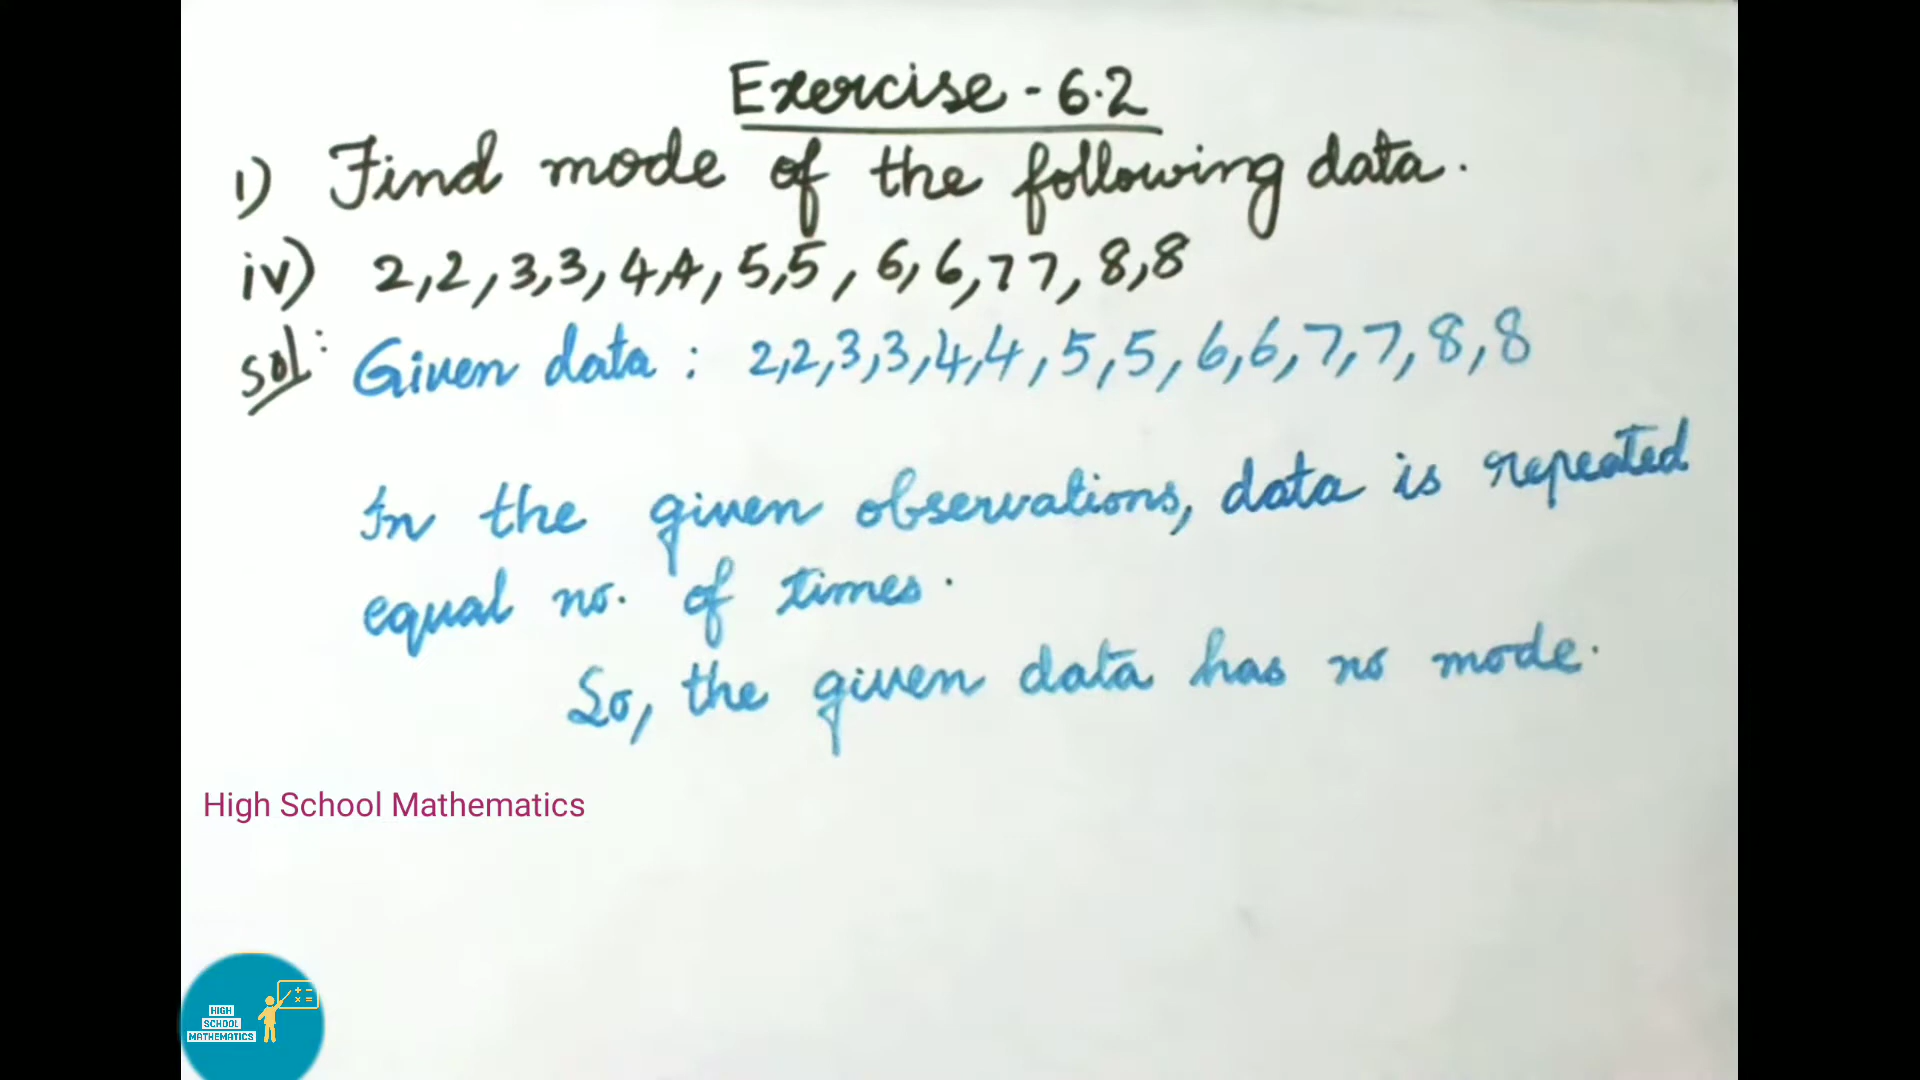 Exercise - 6.2
1) Find mode of the following data.
iv) 2,2,3,3,4,4,5,5,6,6,7 7,8,8
Sol: Given data : 2,2,3,3,4,4,5,5,6,6,7,7,8,8
In the given observations, data is repeated
equal no. of times.
So, the given data has no mode.
High School Mathematics
HIGH
SCHOOL
MATHEMATICS